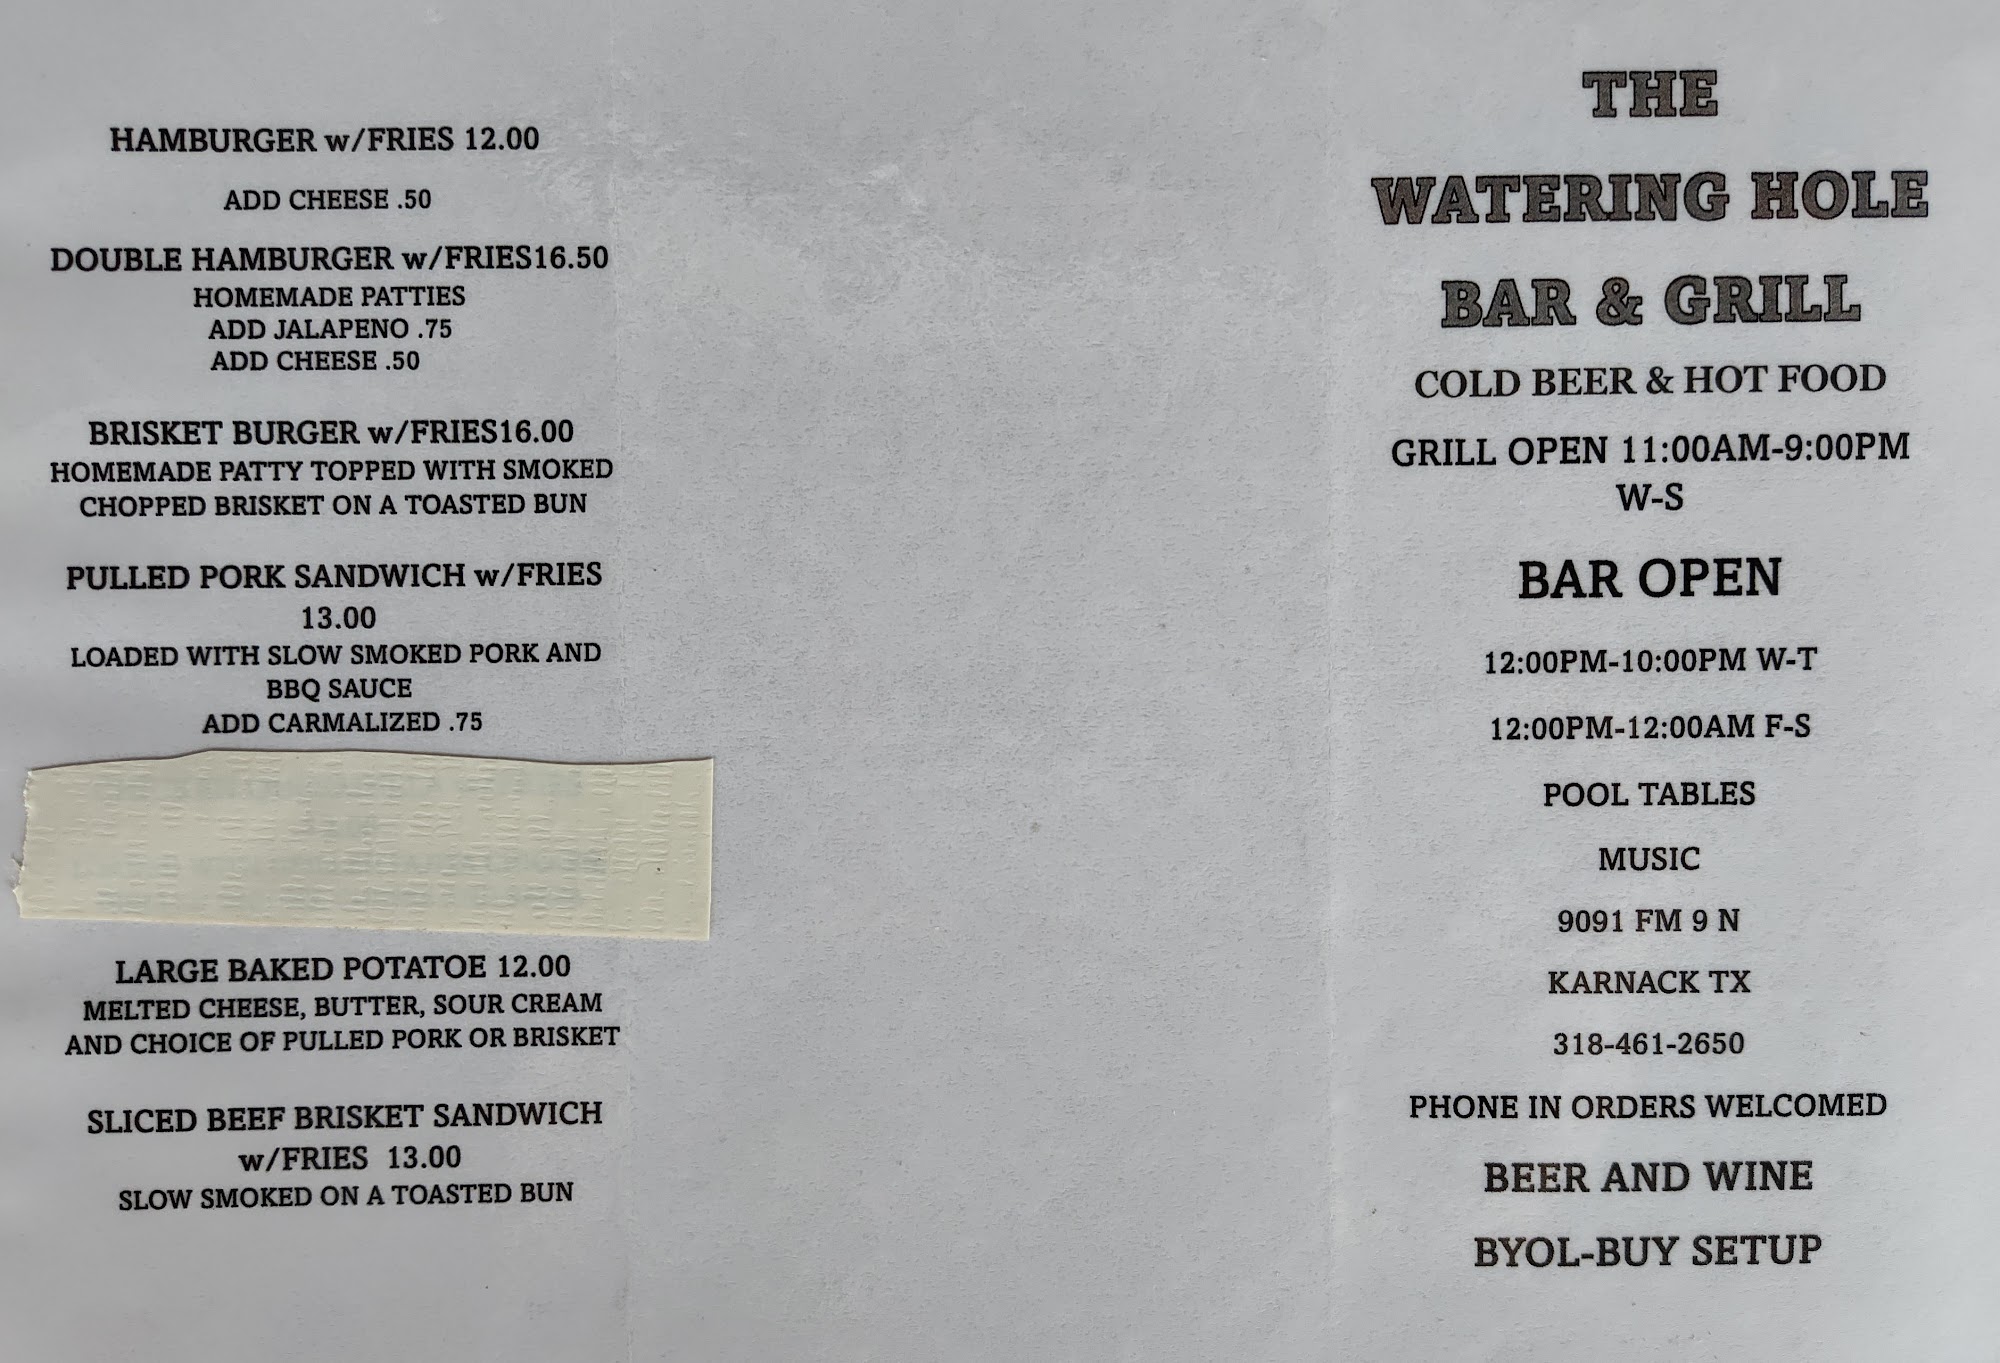 HAMBURGER w/FRIES 12.00
ADD CHEESE .50
DOUBLE HAMBURGER w/FRIES16.50
HOMEMADE PATTIES
ADD JALAPENO .75
ADD CHEESE .50
BRISKET BURGER w/FRIES16.00
HOMEMADE PATTY TOPPED WITH SMOKED
CHOPPED BRISKET ON A TOASTED BUN
PULLED PORK SANDWICH w/FRIES
13.00
LOADED WITH SLOW SMOKED PORK AND
BBQ SAUCE
ADD CARMALIZED .75
LARGE BAKED POTATOE 12.00
MELTED CHEESE, BUTTER, SOUR CREAM
AND CHOICE OF PULLED PORK OR BRISKET
SLICED BEEF BRISKET SANDWICH
w/FRIES 13.00
SLOW SMOKED ON A TOASTED BUN
THE
WATERING HOLE
BAR & GRILL
COLD BEER & HOT FOOD
GRILL OPEN 11:00AM-9:00PM
W-S
BAR OPEN
12:00PM-10:00PM W-T
12:00PM-12:00AM F-S
POOL TABLES
MUSIC
9091 FM 9 N
KARNACK TX
318-461-2650
PHONE IN ORDERS WELCOMED
BEER AND WINE
BYOL-BUY SETUP